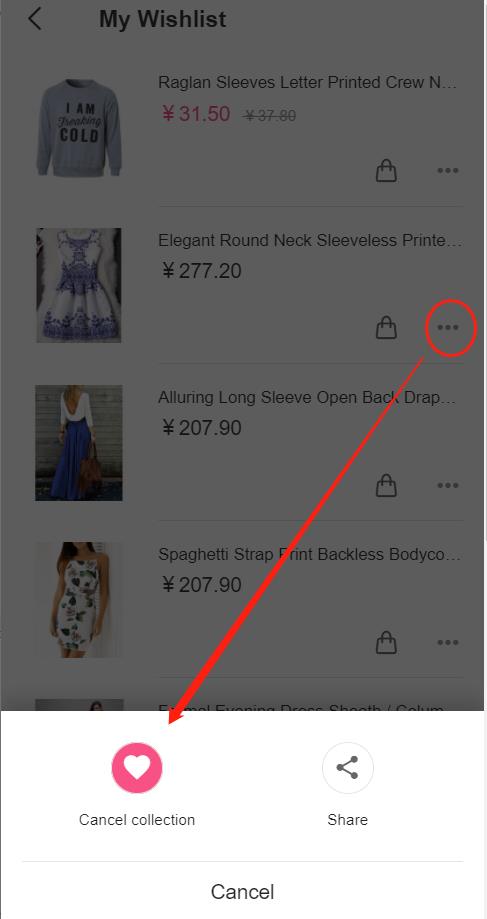 My Wishlist
Raglan Sleeves Letter Printed Crew N...
¥ 31.50 ¥ 37.80
I AM
freaking
COLD
Elegant Round Neck Sleeveless Printe...
¥ 277.20
Alluring Long Sleeve Open Back Drap...
¥ 207.90
Spaghetti Strap Print Backless Bodyco...
¥ 207.90
Evening Dress Sheath / Colum
Cancel collection
Share
Cancel